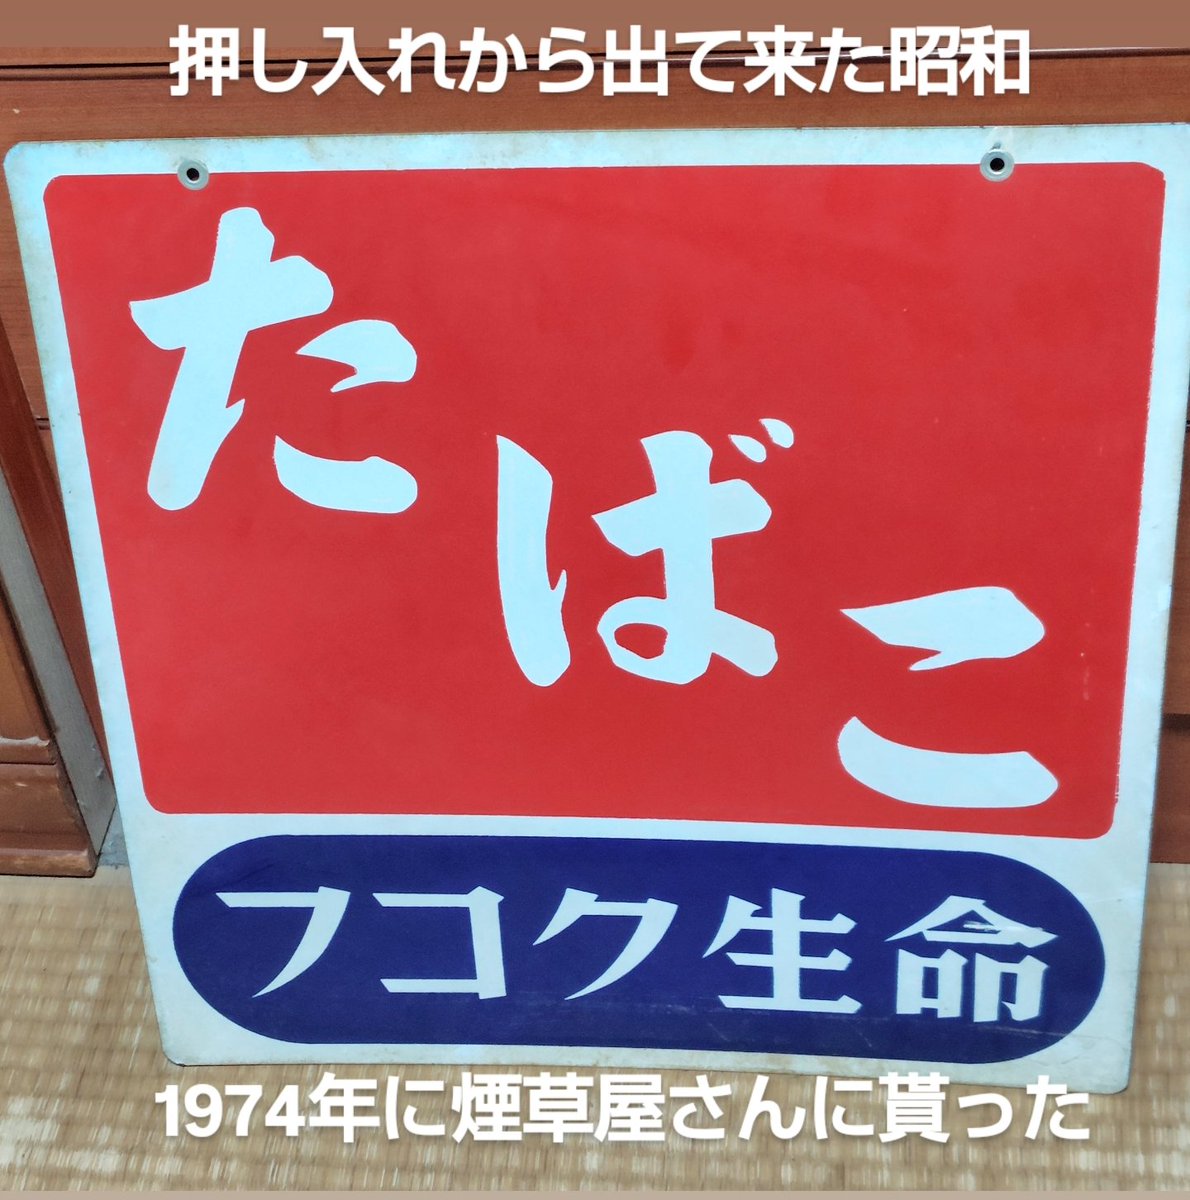 押し入れから出て来た昭和
たばこ
フコク生命
1974年に煙草屋さんに貰った